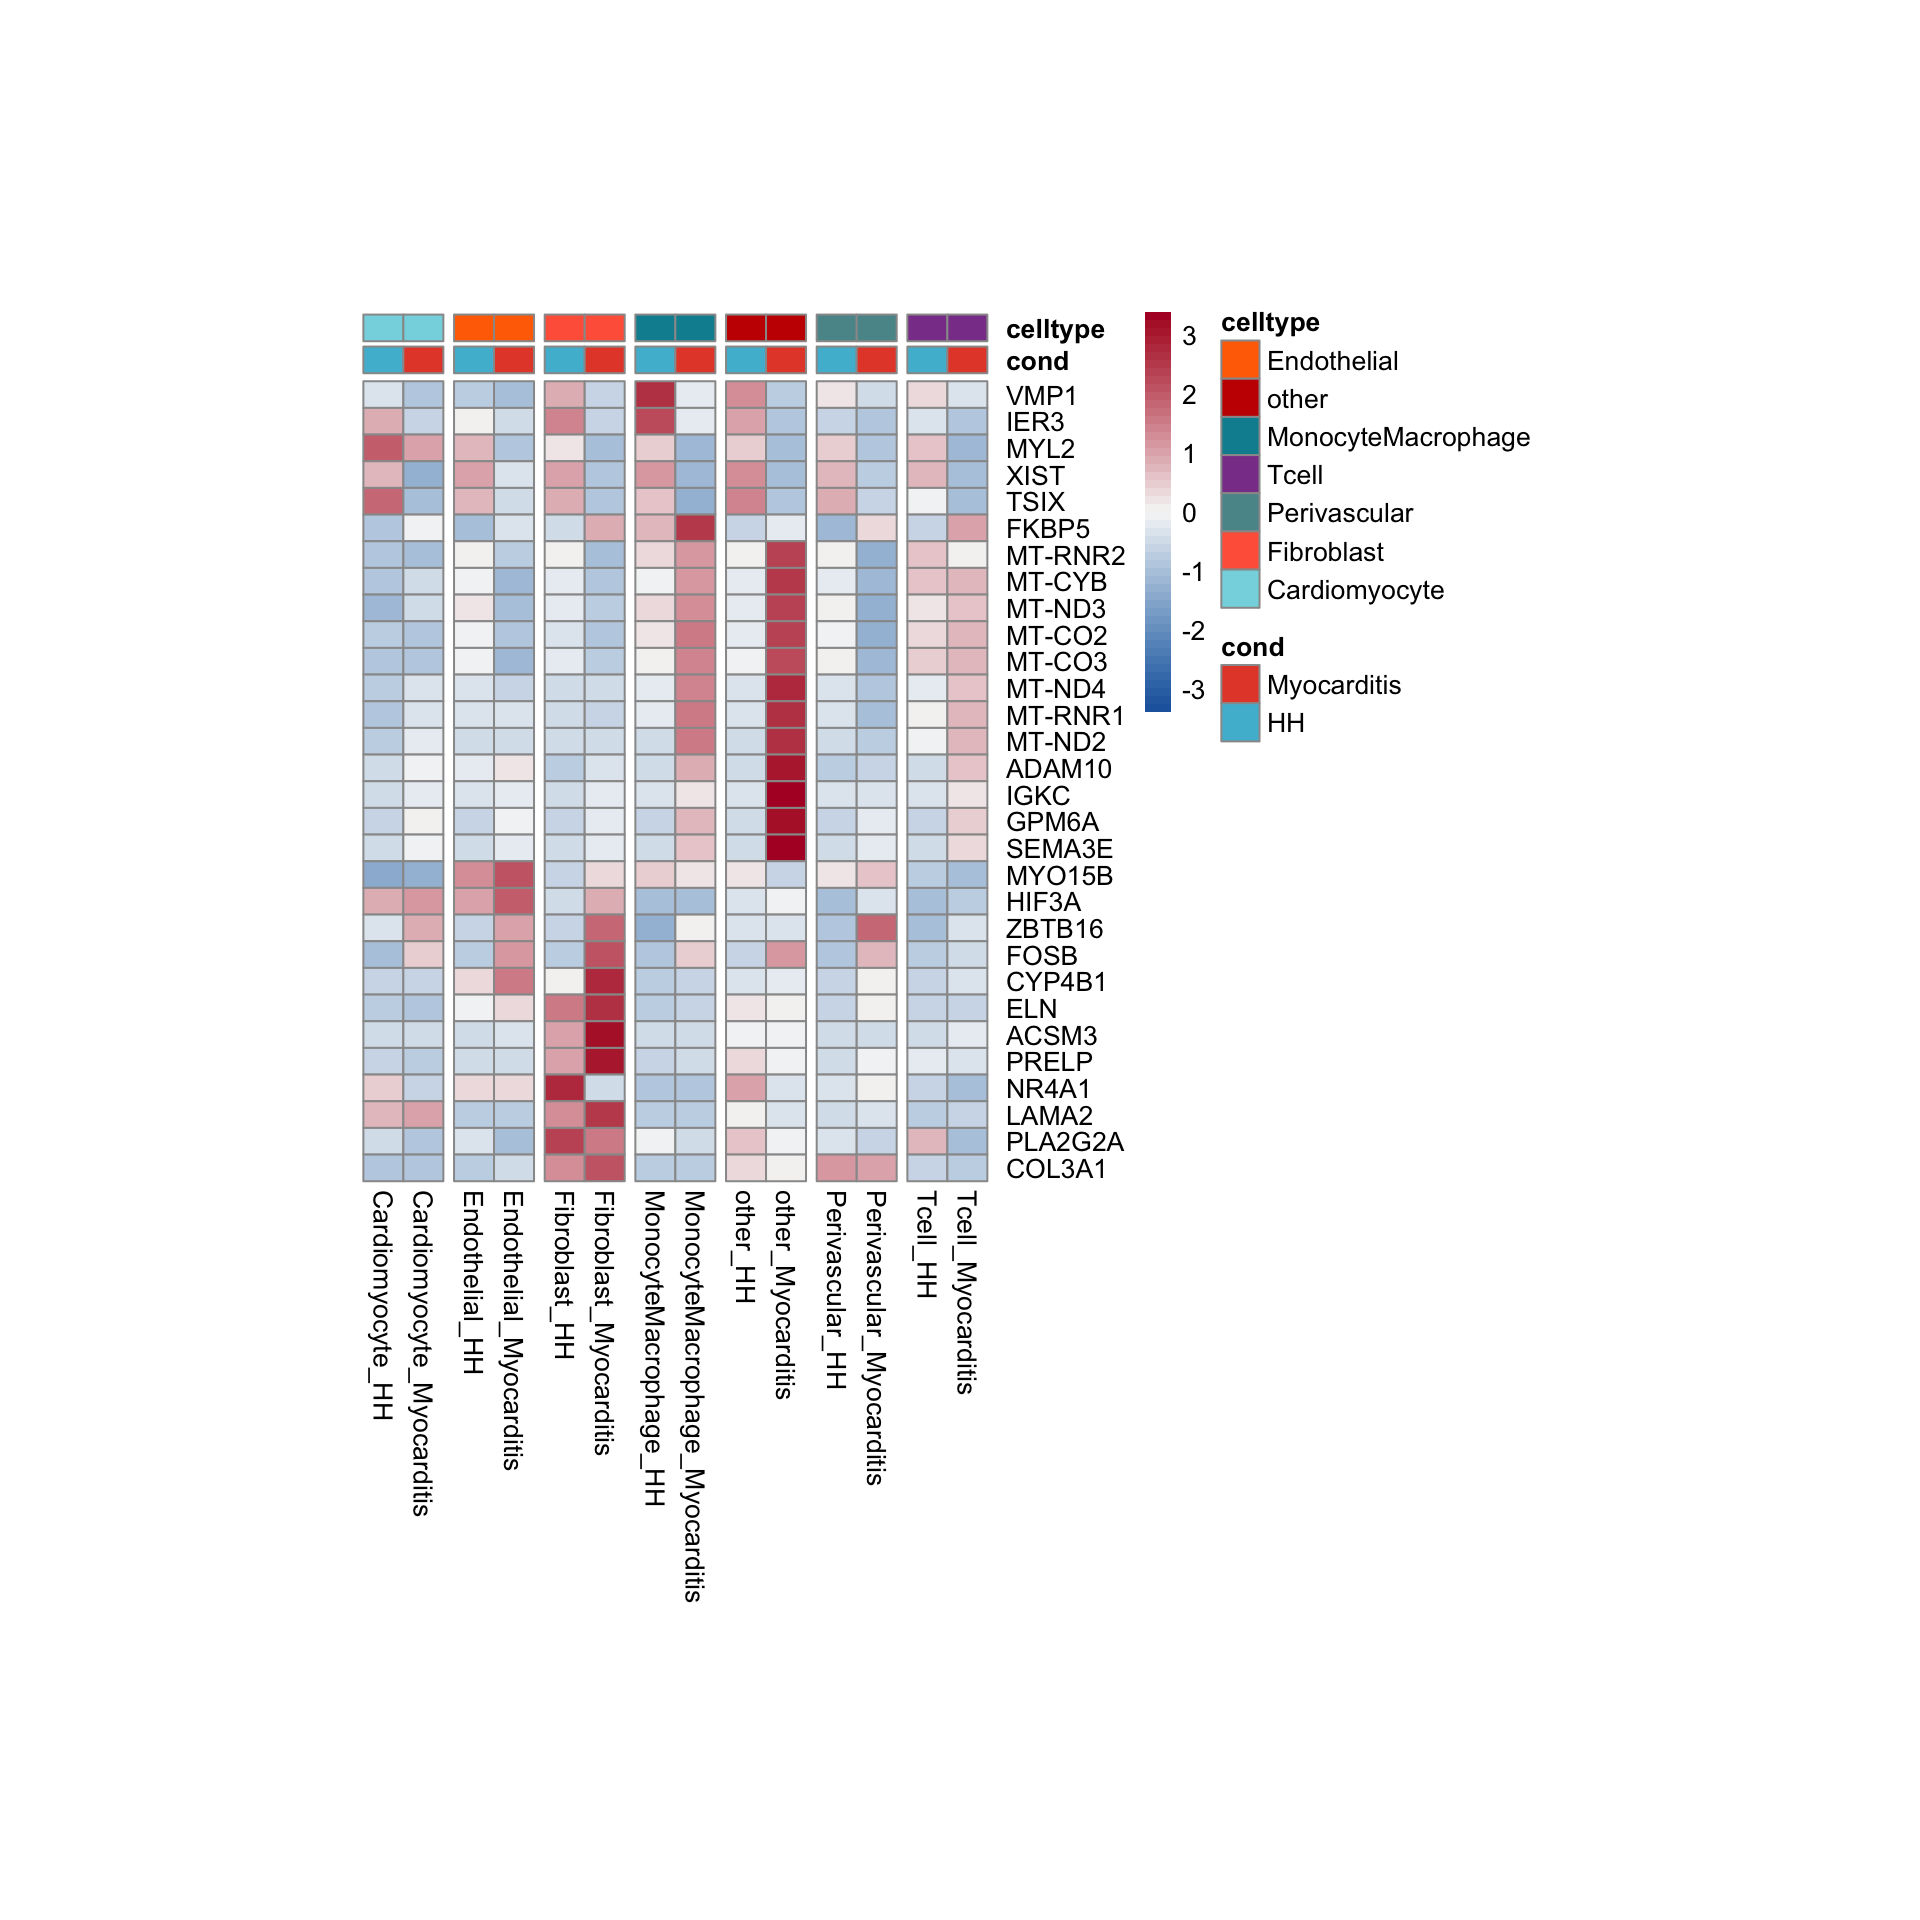 celltype
cond
VMP1
IER3
MYL2
XIST
TSIX
FKBP5
MT-RNR2
MT-CYB
MT-ND3
MT-CO2
MT-CO3
MT-ND4
MT-RNR1
MT-ND2
ADAM10
IGKC
GPM6A
SEMA3E
MYO15B
HIF3A
ZBTB16
FOSB
CYP4B1
ELN
ACSM3
PRELP
NR4A1
LAMA2
PLA2G2A
COL3A1
Cardiomyocyte_HH
Cardiomyocyte_Myocarditis
Endothelial_HH
Endothelial_Myocarditis
Fibroblast_HH
Fibroblast_Myocarditis
MonocyteMacrophage_HH
MonocyteMacrophage_Myocarditis
other_HH
other_Myocarditis
Perivascular_HH
Perivascular_Myocarditis
Tcell_HH
Tcell_Myocarditis
3
2
1
0
-1
-2
-3
celltype
Endothelial
other
MonocyteMacrophage
Tcell
Perivascular
Fibroblast
Cardiomyocyte
cond
Myocarditis
HH